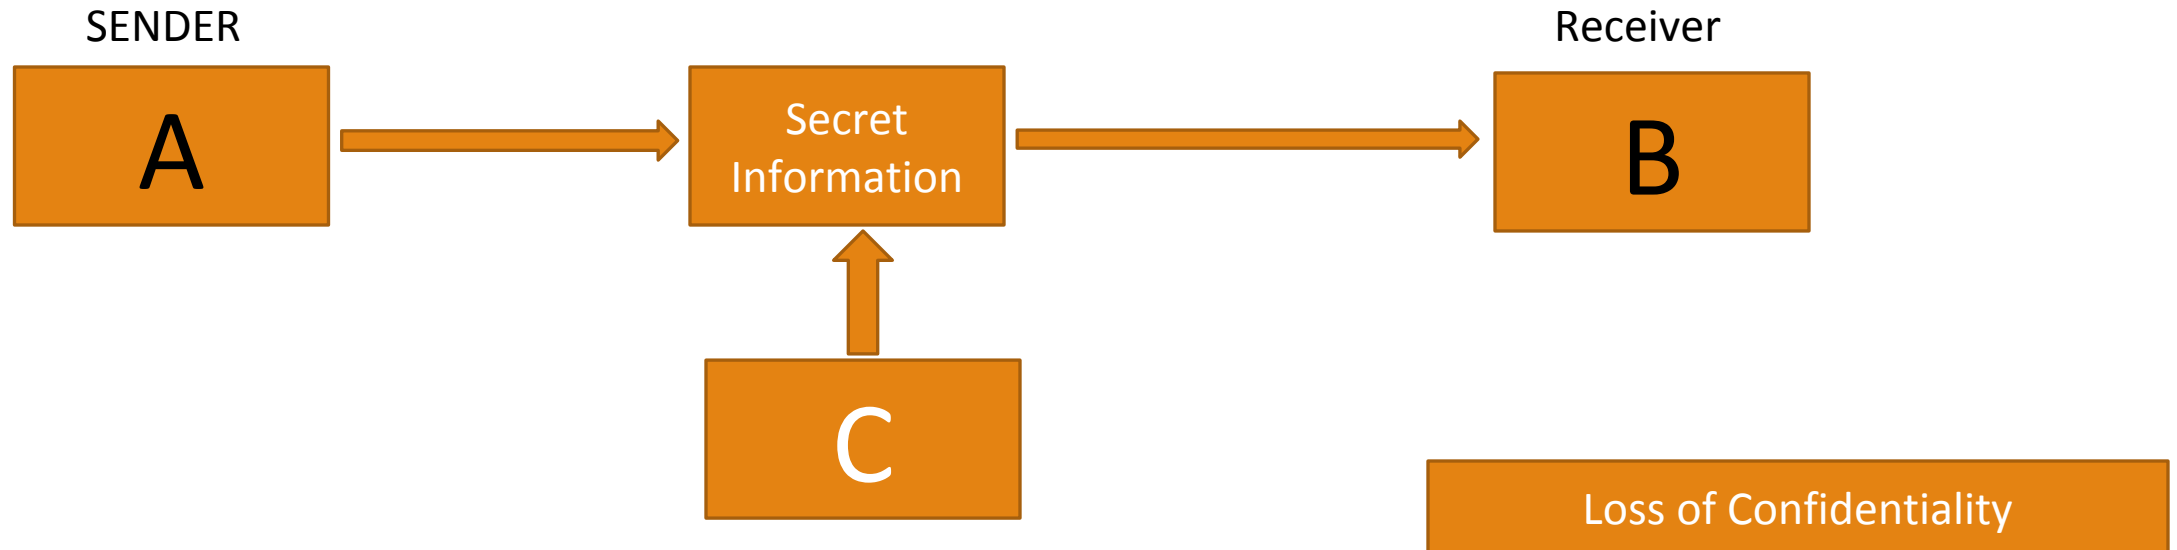 SENDER
Receiver
A
Secret
Information
B
C
Loss of Confidentiality